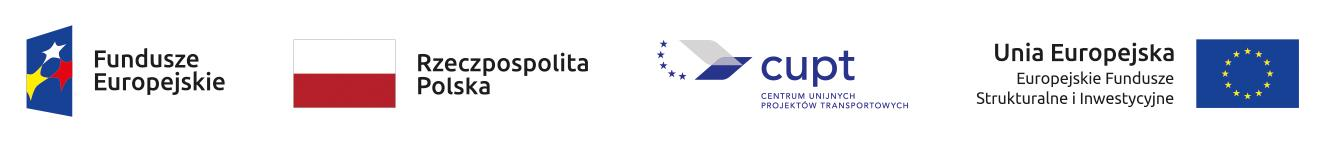 Fundusze
Europejskie
Rzeczpospolita
Polska
cupt
CENTRUM UNIJNYCH
PROJEKTÓW TRANSPORTOWYCH
Unia Europejska
Europejskie Fundusze
Strukturalne i Inwestycyjne